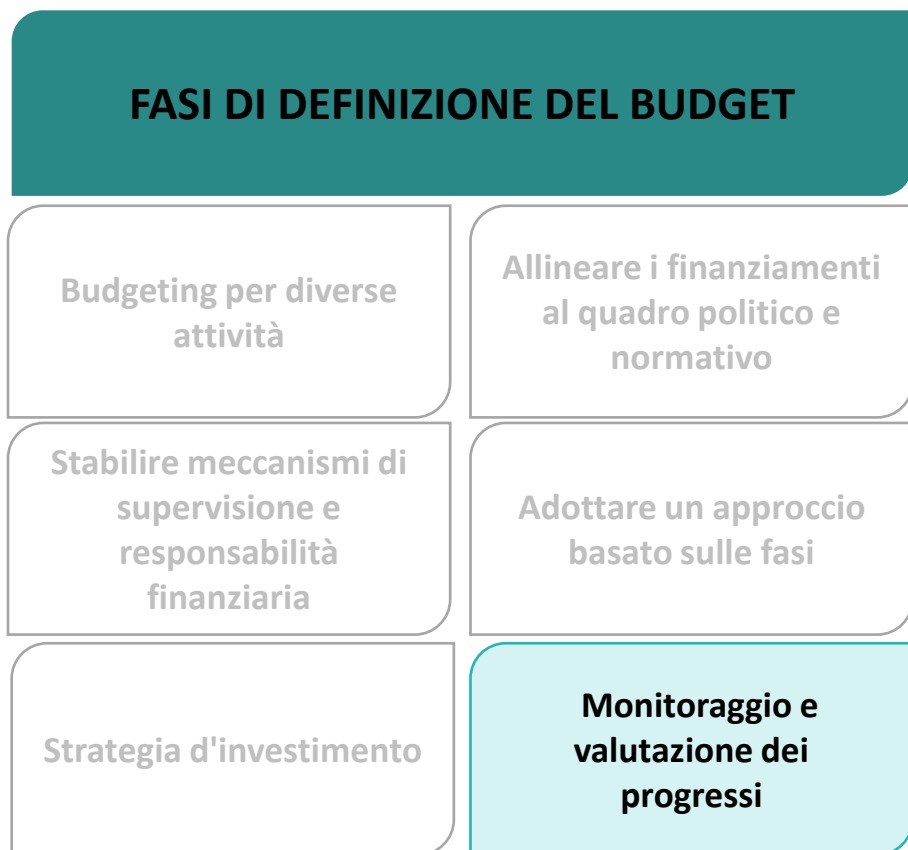 FASI DI DEFINIZIONE DEL BUDGET
Budgeting per diverse
attività
Allineare i finanziamenti
al quadro politico e
normativo
Stabilire meccanismi di
supervisione e
responsabilità
finanziaria
Adottare un approccio
basato sulle fasi
Strategia d'investimento
Monitoraggio e
valutazione dei
progressi